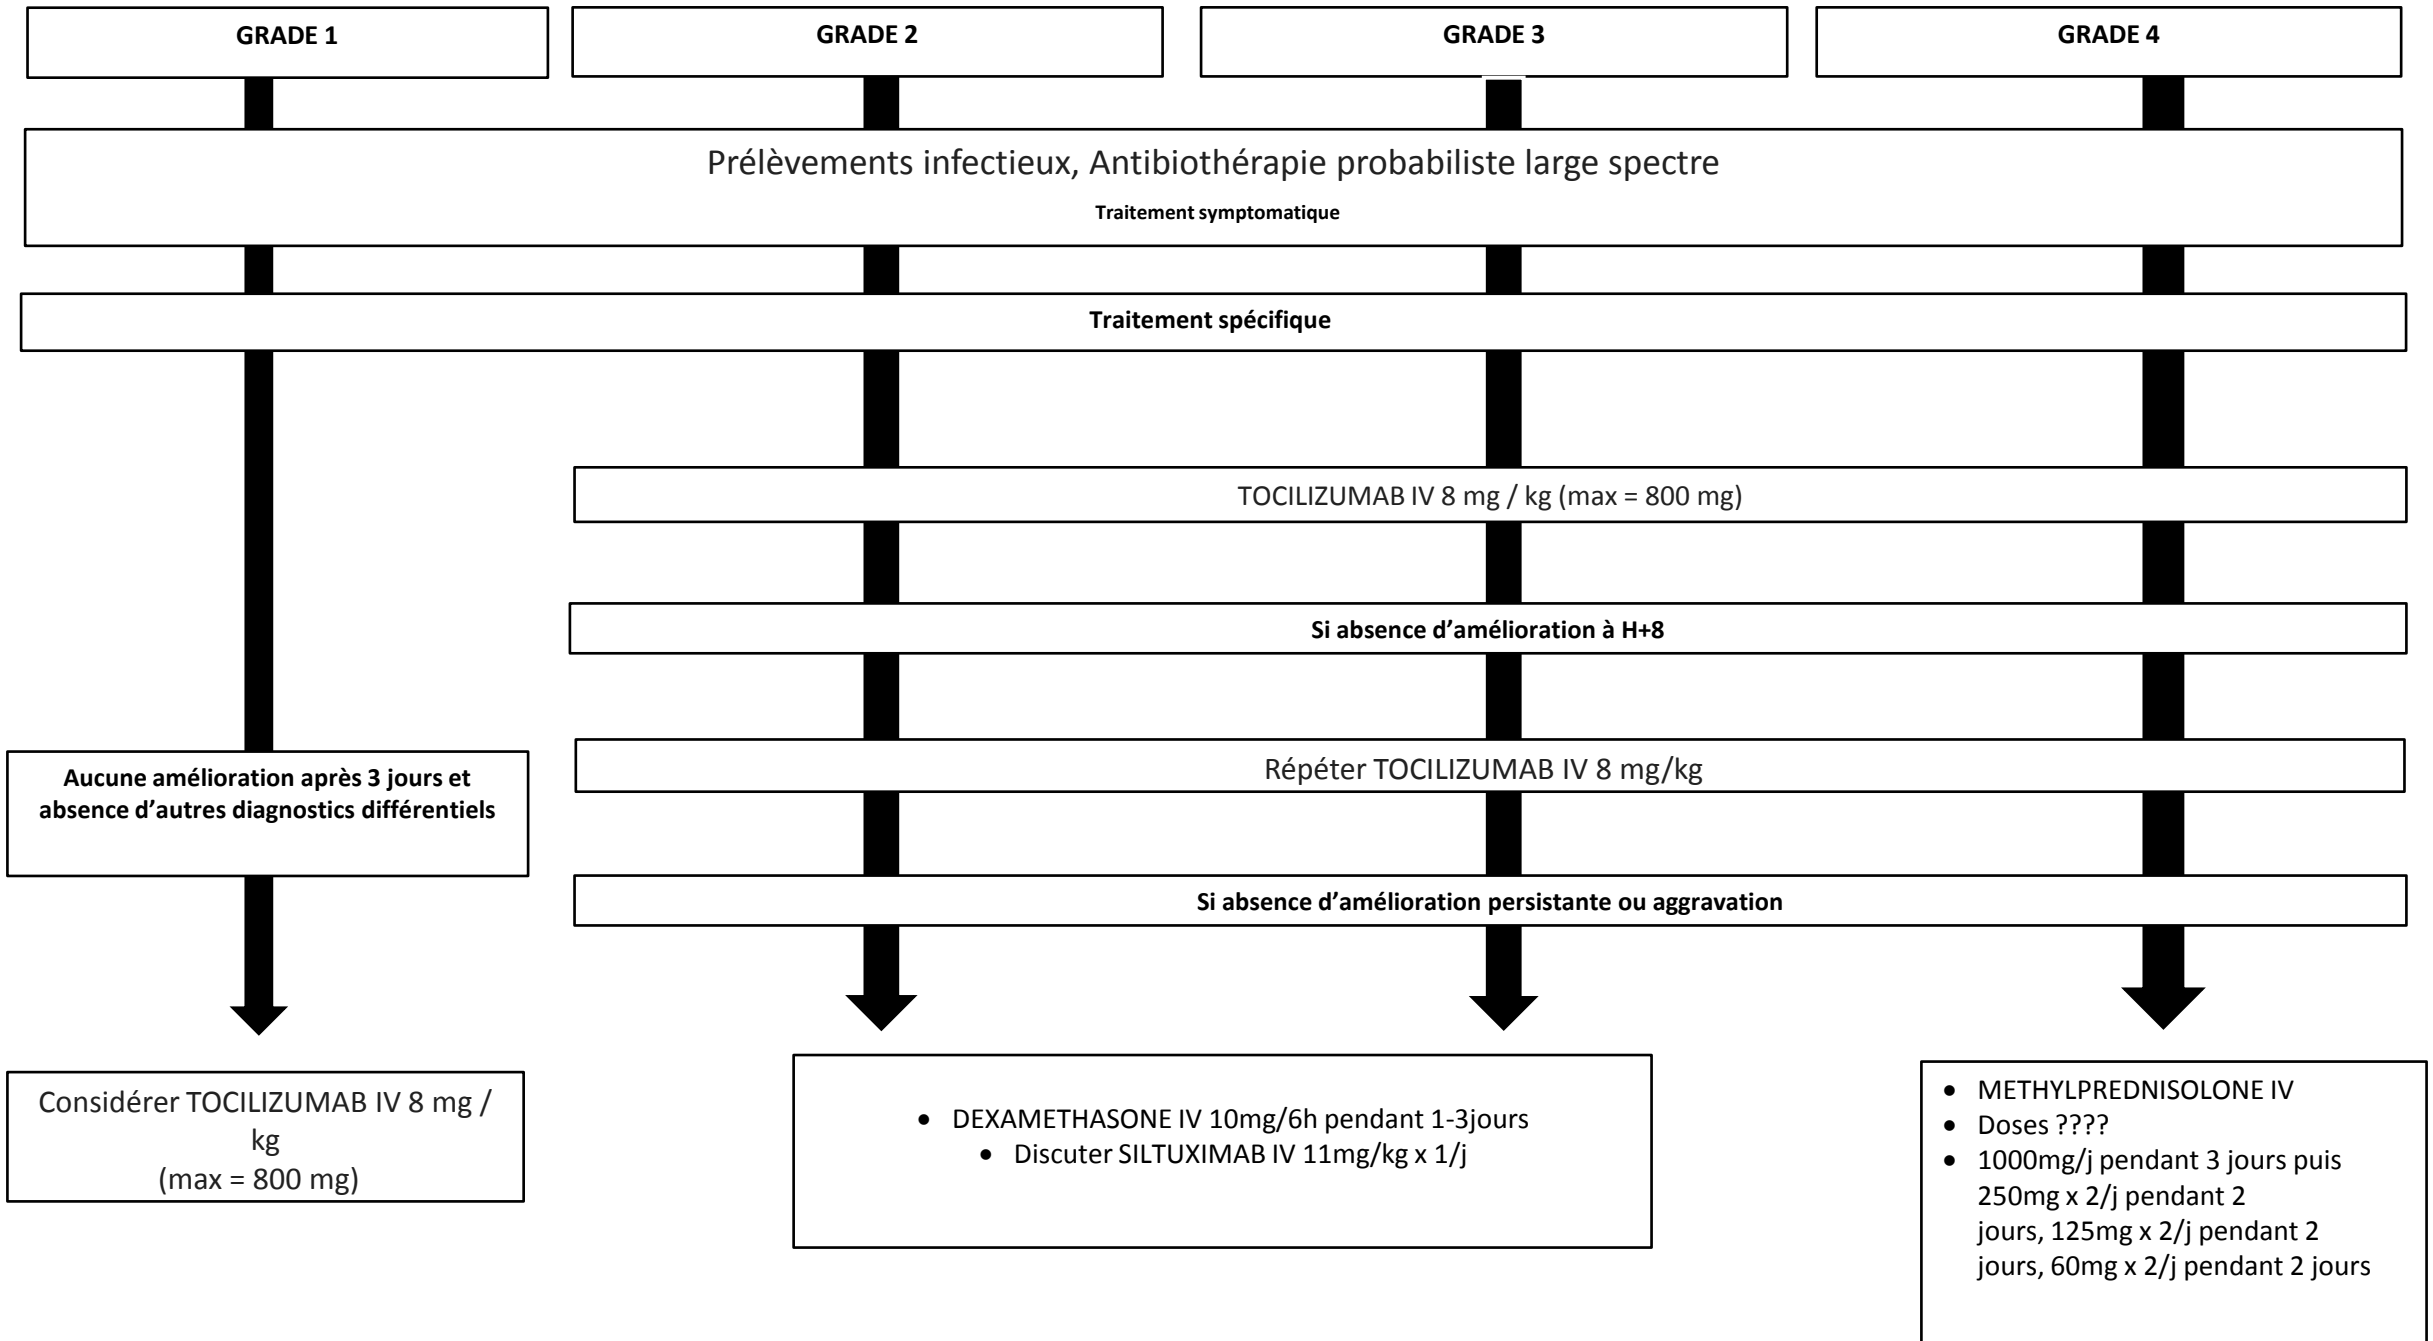 GRADE 1
GRADE 2
GRADE 3
GRADE 4
Prélèvements infectieux, Antibiothérapie probabiliste large spectre
Traitement symptomatique
Traitement spécifique
TOCILIZUMAB IV 8 mg / kg (max = 800 mg)
Si absence d’amélioration à H+8
Répéter TOCILIZUMAB IV 8 mg/kg
Aucune amélioration après 3 jours et
absence d’autres diagnostics différentiels
Si absence d’amélioration persistante ou aggravation
Considérer TOCILIZUMAB IV 8 mg /
kg
(max = 800 mg)
• DEXAMETHASONE IV 10mg/6h pendant 1-3jours
• Discuter SILTUXIMAB IV 11mg/kg x 1/j
• METHYLPREDNISOLONE IV
• Doses ????
• 1000mg/j pendant 3 jours puis
250mg x 2/j pendant 2
jours, 125mg x 2/j pendant 2
jours, 60mg x 2/j pendant 2 jours